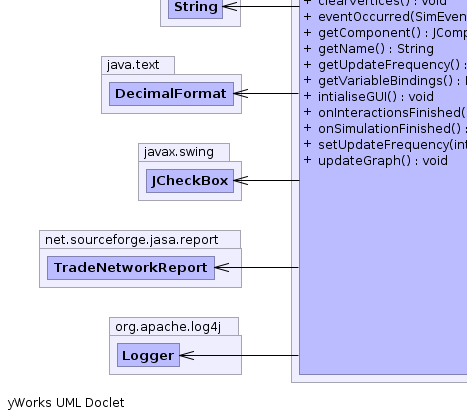 String
java.text
DecimalFormat
javax.swing
JCheckBox
net.sourceforge.jasa.report
TradeNetworkReport
org.apache.log4j
Logger
+ clearVertices() : void
+ eventOccurred(SimEven
+ getComponent() : JComp
+ getName() : String
+ getUpdateFrequency() :
+ getVariableBindings() :
+ intialiseGUI() : void
+ onInteractionsFinished(
+ onSimulationFinished() :
+ setUpdateFrequency(int
+ updateGraph() : void
yWorks UML Doclet